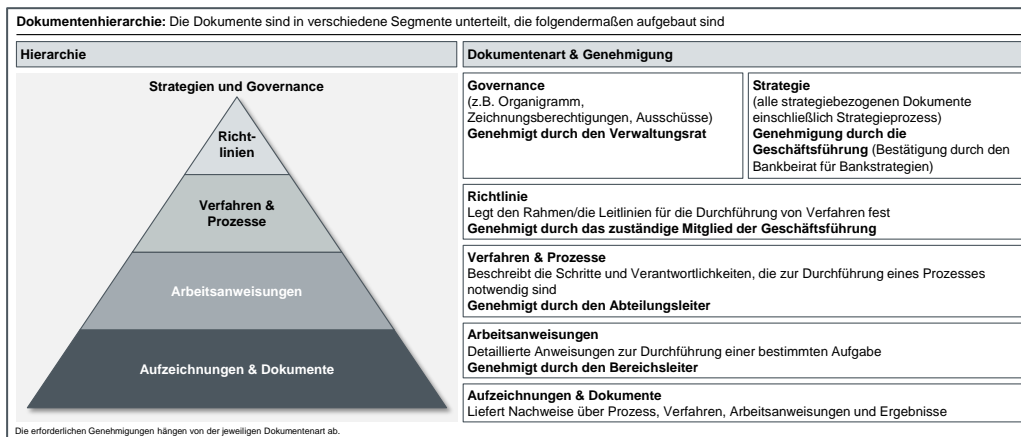 Dokumentenhierarchie: Die Dokumente sind in verschiedene Segmente unterteilt, die folgendermaßen aufgebaut sind
Hierarchie
Strategien und Governance
Richt-
linien
Verfahren &
Prozesse
Arbeitsanweisungen
Aufzeichnungen & Dokumente
Dokumentenart & Genehmigung
Governance
(z.B. Organigramm,
Zeichnungsberechtigungen, Ausschüsse)
Genehmigt durch den Verwaltungsrat
Strategie
(alle strategiebezogenen Dokumente
einschließlich Strategieprozess)
Genehmigung durch die
Geschäftsführung (Bestätigung durch den
Bankbeirat für Bankstrategien)
Richtlinie
Legt den Rahmen/die Leitlinien für die Durchführung von Verfahren fest
Genehmigt durch das zuständige Mitglied der Geschäftsführung
Verfahren & Prozesse
Beschreibt die Schritte und Verantwortlichkeiten, die zur Durchführung eines Prozesses
notwendig sind
Genehmigt durch den Abteilungsleiter
Arbeitsanweisungen
Detaillierte Anweisungen zur Durchführung einer bestimmten Aufgabe
Genehmigt durch den Bereichsleiter
Aufzeichnungen & Dokumente
Liefert Nachweise über Prozess, Verfahren, Arbeitsanweisungen und Ergebnisse
Die erforderlichen Genehmigungen hängen von der jeweiligen Dokumentenart ab.